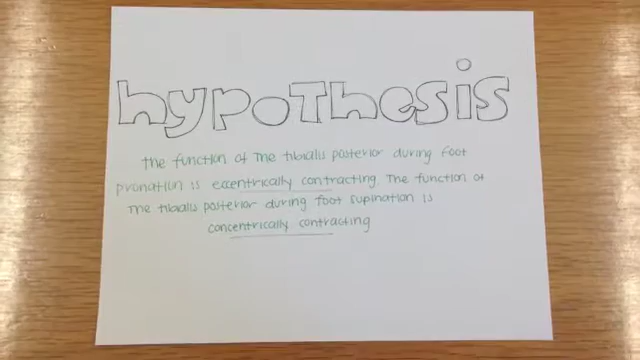 hypothesis
the function of The tibialis posterior during foot
pronation is eccentrically contracting. The function of
The tibialis posterior during foot supination is
concentrically contracting